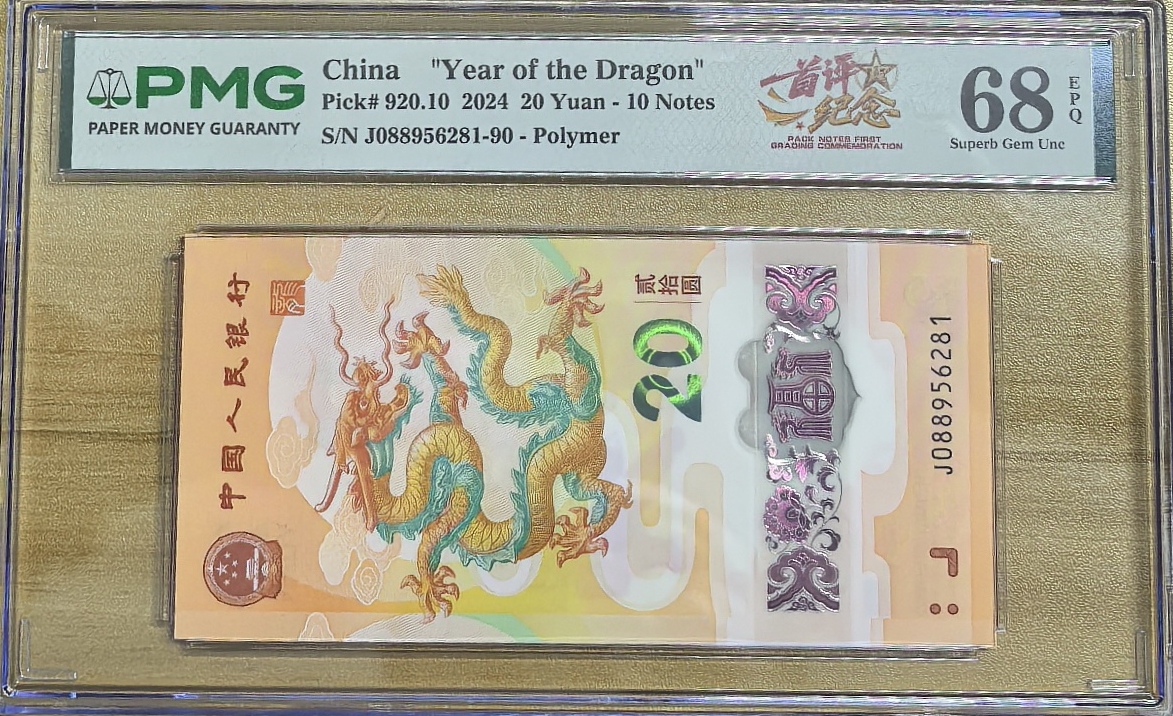 PMG
PAPER MONEY GUARANTY
China "Year of the Dragon"
Pick# 920.10 2024 20 Yuan - 10 Notes
S/N J088956281-90 - Polymer
首评
纪念
PACK NOTES FIRST
GRADING COMMEMORATION
68
EPQ
Superb Gem Unc
中国人民银行
贰拾圆
20
J088956281